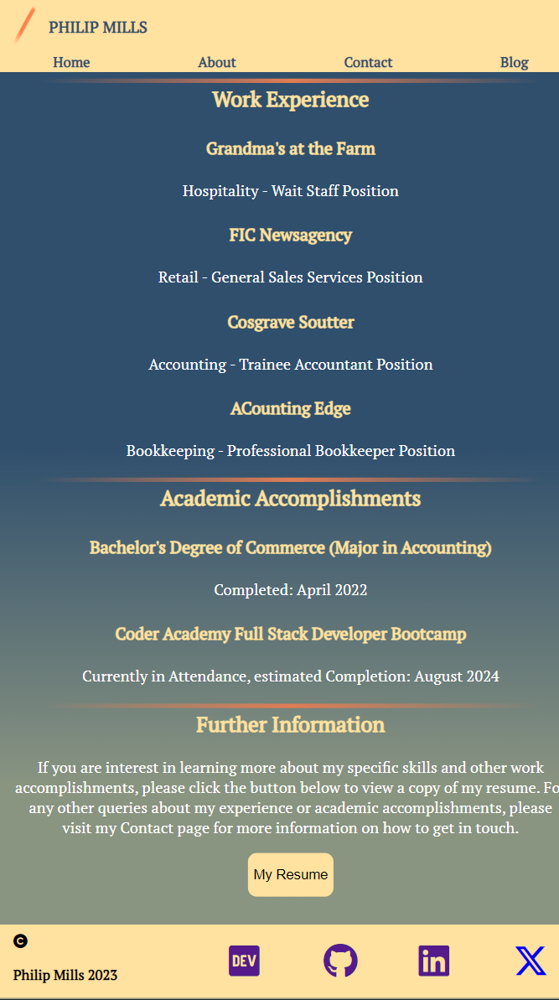 PHILIP MILLS
Home About Contact Blog
Work Experience
Grandma's at the Farm
Hospitality - Wait Staff Position
FIC Newsagency
Retail - General Sales Services Position
Cosgrave Soutter
Accounting - Trainee Accountant Position
ACounting Edge
Bookkeeping - Professional Bookkeeper Position
Academic Accomplishments
Bachelor's Degree of Commerce (Major in Accounting)
Completed: April 2022
Coder Academy Full Stack Developer Bootcamp
Currently in Attendance, estimated Completion: August 2024
Further Information
If you are interest in learning more about my specific skills and other work
accomplishments, please click the button below to view a copy of my resume. Fo
any other queries about my experience or academic accomplishments, please
visit my Contact page for more information on how to get in touch.
My Resume
©
DEV in X
Philip Mills 2023